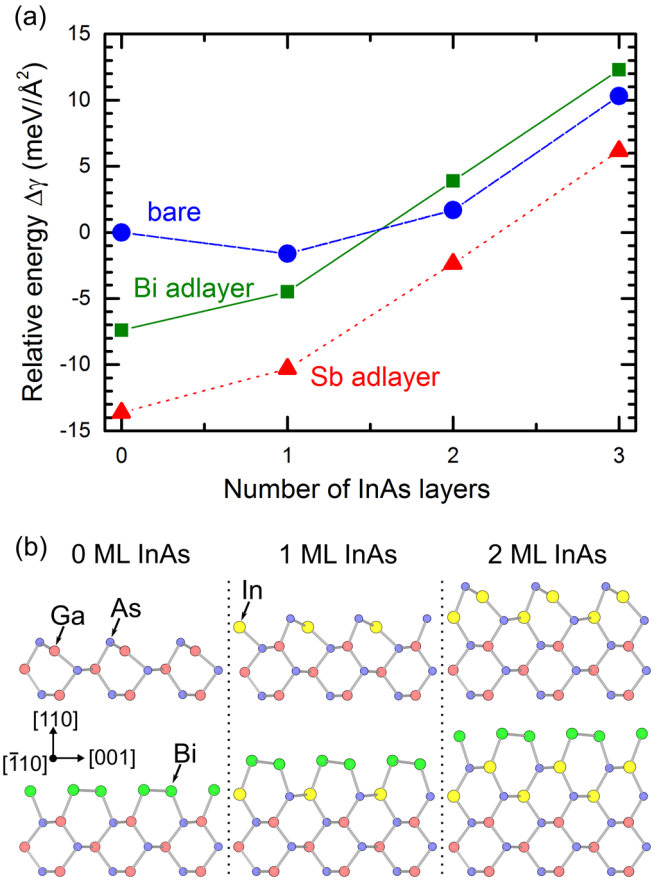 (a)
Relative energy Δγ (meV/Å²)
15
10
5
0
-5
-10
-15
bare
Bi adlayer
Sb adlayer
0 1 2 3
Number of InAs layers
(b)
0 ML InAs 1 ML InAs 2 ML InAs
Ga As In
[110]
[1̅10] [001] Bi